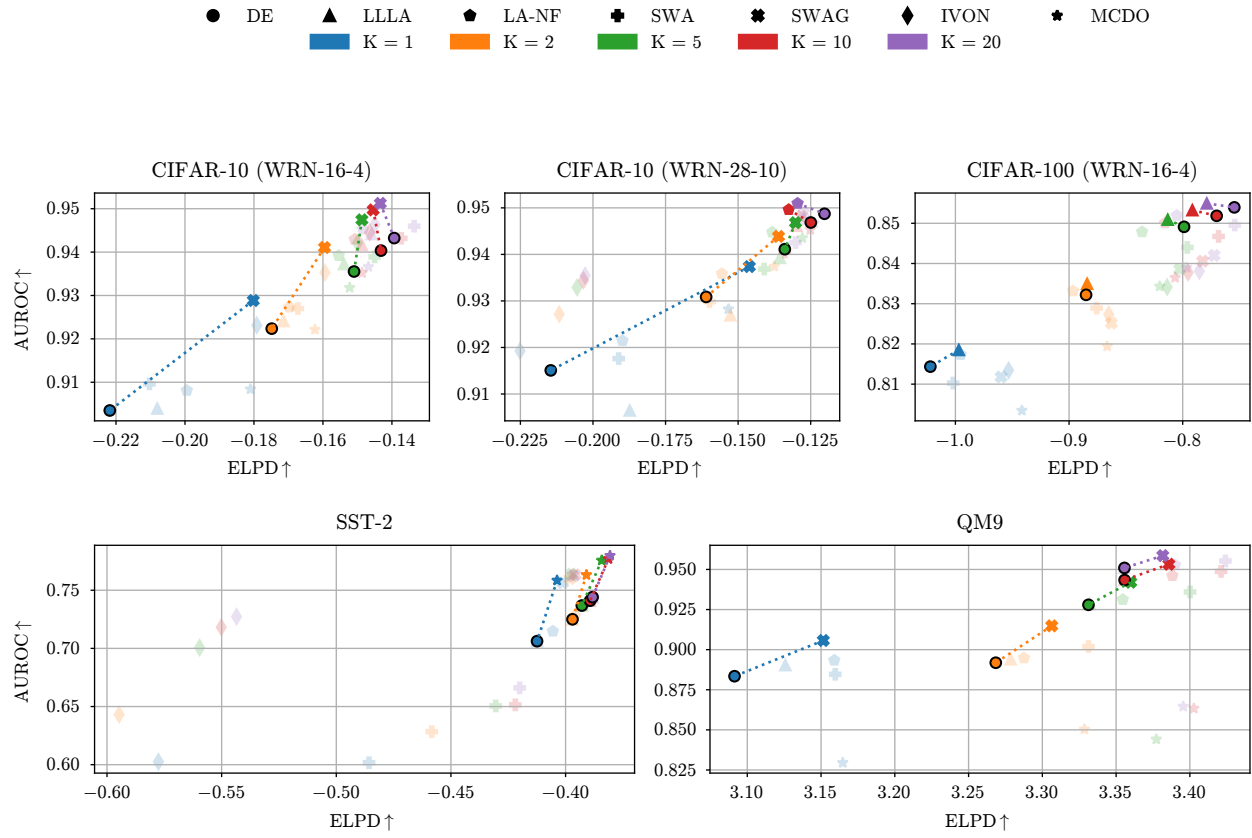 DE LLLA LA-NF SWA SWAG IVON MCDO
K = 1 K = 2 K = 5 K = 10 K = 20
CIFAR-10 (WRN-16-4) CIFAR-10 (WRN-28-10) CIFAR-100 (WRN-16-4)
AUROC↑
0.95
0.94
0.93
0.92
0.91
−0.22 −0.20 −0.18 −0.16 −0.14
ELPD↑
0.95
0.94
0.93
0.92
0.91
−0.225 −0.200 −0.175 −0.150 −0.125
ELPD↑
0.85
0.84
0.83
0.82
0.81
−1.0 −0.9 −0.8
ELPD↑
SST-2 QM9
AUROC↑
0.75
0.70
0.65
0.60
−0.60 −0.55 −0.50 −0.45 −0.40
ELPD↑
0.950
0.925
0.900
0.875
0.850
0.825
3.10 3.15 3.20 3.25 3.30 3.35 3.40
ELPD↑